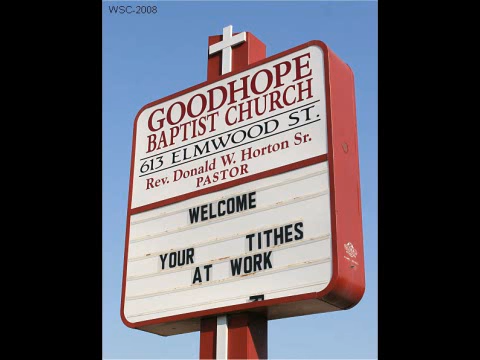 WSC-2008
GOODHOPE
BAPTIST CHURCH
613 ELMWOOD ST.
Rev. Donald W. Horton Sr.
PASTOR
WELCOME
YOUR TITHES
AT WORK